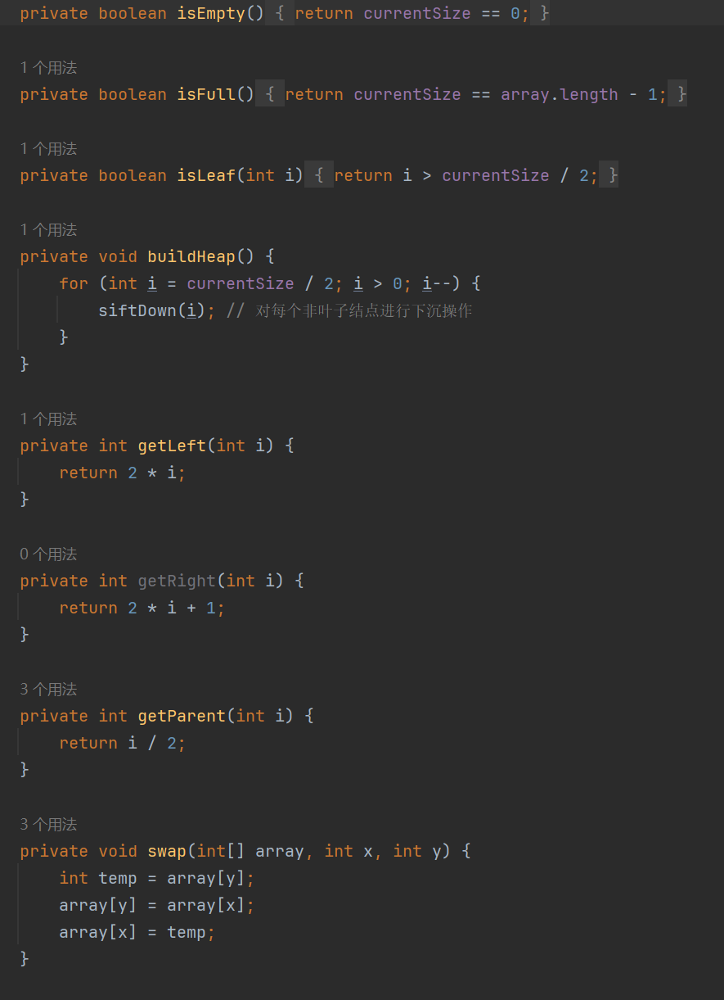 private boolean isEmpty() { return currentSize == 0; }
1 个用法
private boolean isFull() { return currentSize == array.length - 1; }
1 个用法
private boolean isLeaf(int i) { return i > currentSize / 2; }
1 个用法
private void buildHeap() {
for (int i = currentSize / 2; i > 0; i--) {
siftDown(i); // 对每个非叶子结点进行下沉操作
}
}
1 个用法
private int getLeft(int i) {
return 2 * i;
}
0 个用法
private int getRight(int i) {
return 2 * i + 1;
}
3 个用法
private int getParent(int i) {
return i / 2;
}
3 个用法
private void swap(int[] array, int x, int y) {
int temp = array[y];
array[y] = array[x];
array[x] = temp;
}